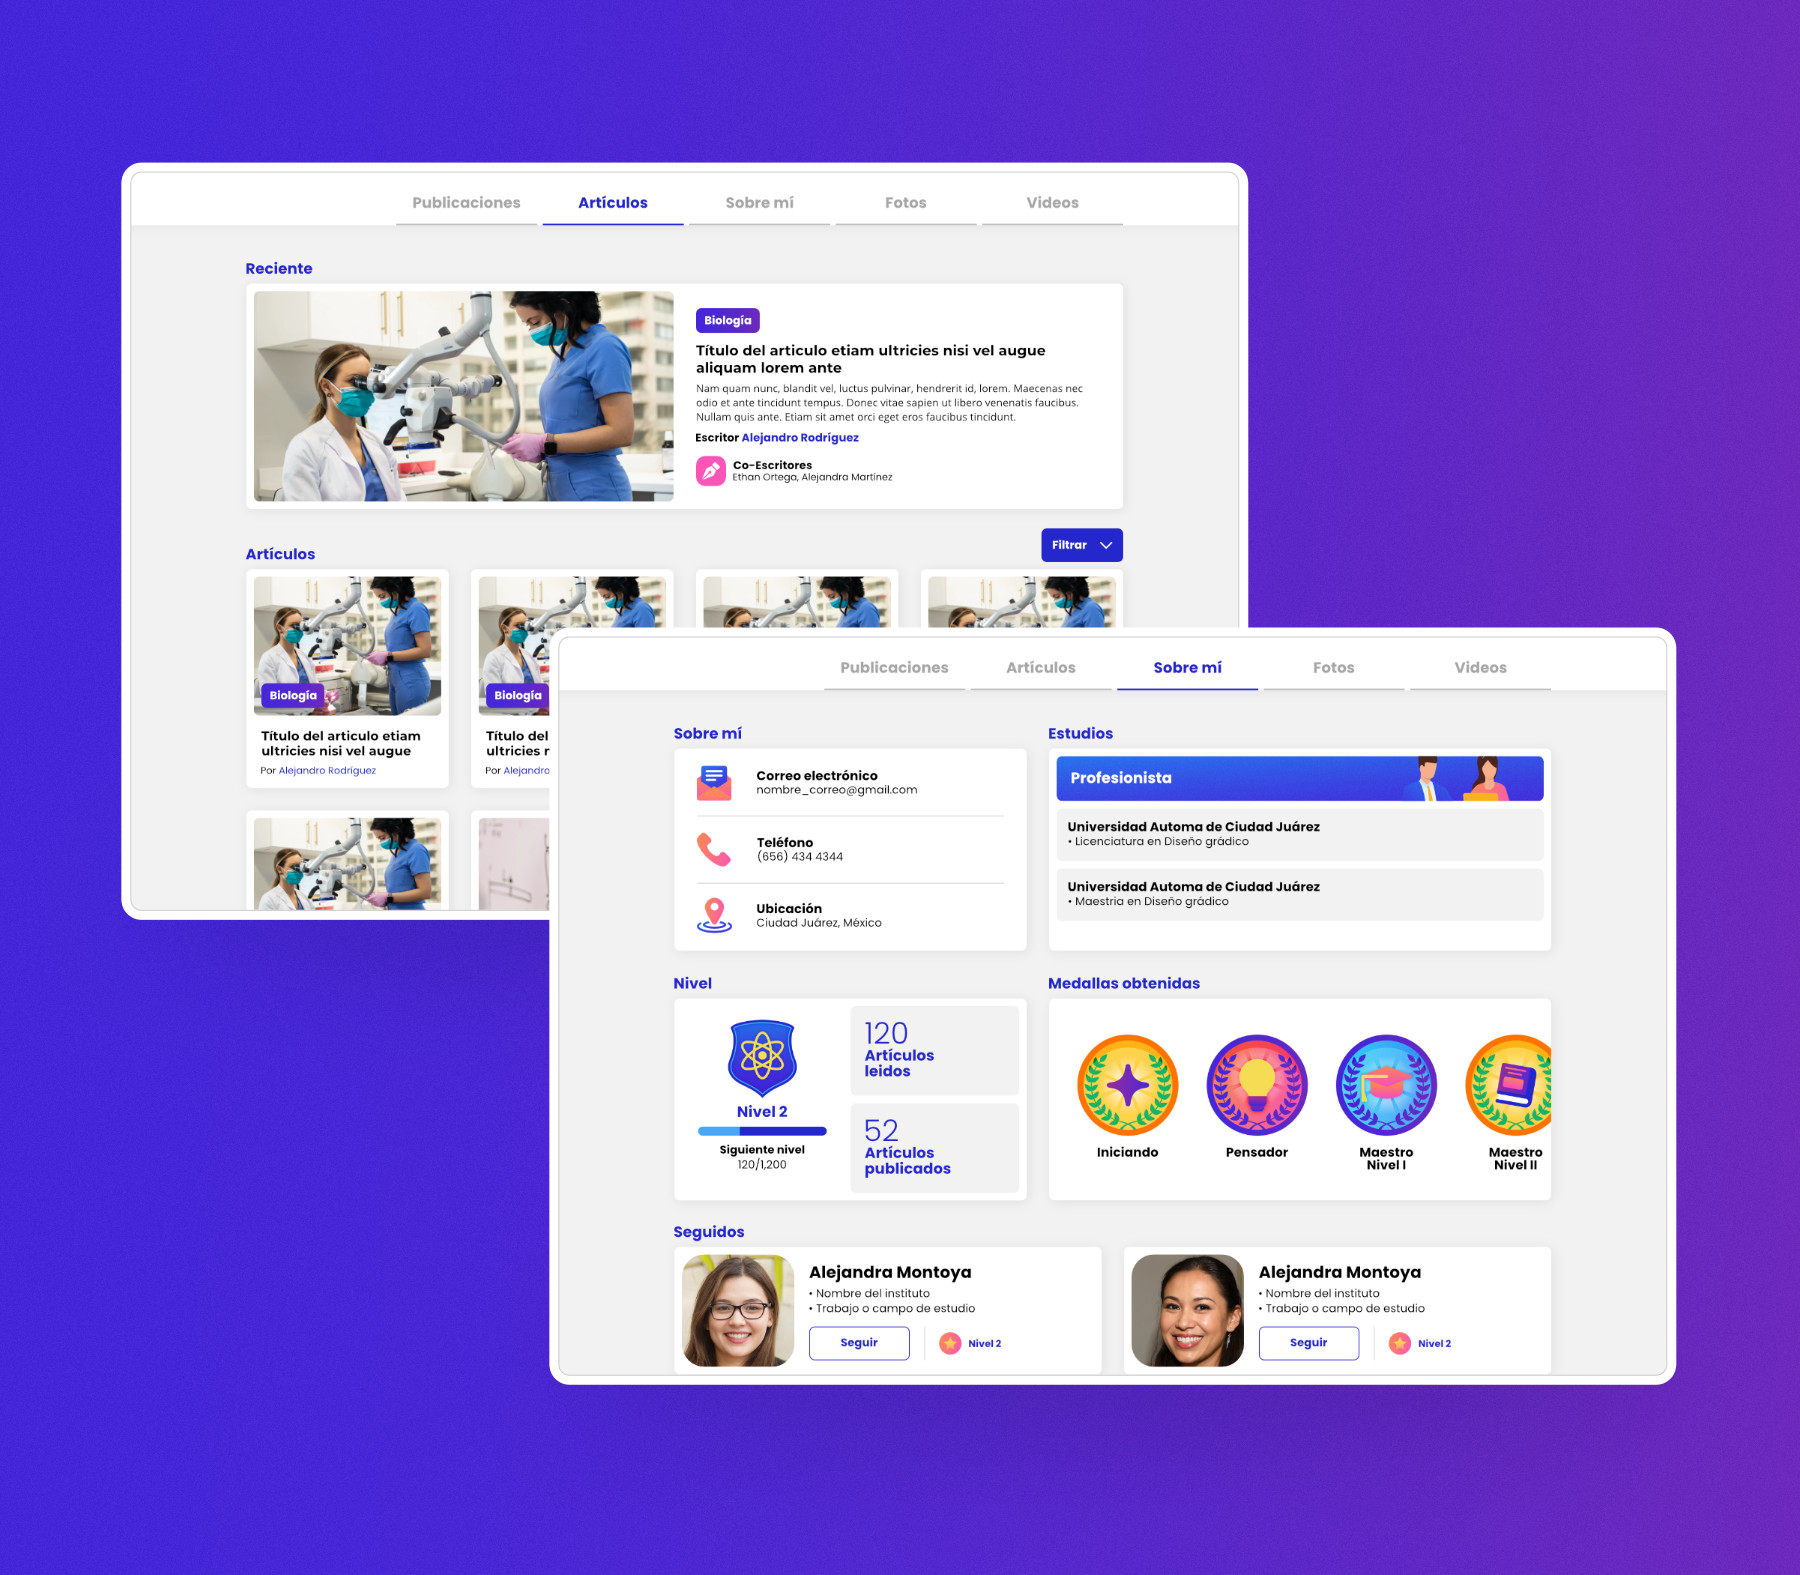 Publicaciones
Artículos
Sobre mí
Fotos
Videos
Reciente
Biología
Título del articulo etiam ultricies nisi vel augue
aliquam lorem ante
Nam quam nunc, blandit vel, luctus pulvinar, hendrerit id, lorem. Maecenas nec
odio et ante tincidunt tempus. Donec vitae sapien ut libero venenatis faucibus.
Nullam quis ante. Etiam sit amet orci eget eros faucibus tincidunt.
Escritor Alejandro Rodríguez
Co-Escritores
Ethan Ortega, Alejandra Martínez
Artículos
Filtrar
Biología
Título del articulo etiam
ultricies nisi vel augue
Por Alejandro Rodríguez
Biología
Título del
ultricies n
Por Alejandro
Publicaciones
Artículos
Sobre mí
Fotos
Videos
Sobre mí
Correo electrónico
nombre_correo@gmail.com
Teléfono
(656) 434 4344
Ubicación
Ciudad Juárez, México
Estudios
Profesionista
Universidad Automa de Ciudad Juárez
• Licenciatura en Diseño grádico
Universidad Automa de Ciudad Juárez
• Maestria en Diseño grádico
Nivel
Nivel 2
Siguiente nivel
120/1,200
120
Artículos
leidos
52
Artículos
publicados
Medallas obtenidas
Iniciando
Pensador
Maestro
Nivel I
Maestro
Nivel II
Seguidos
Alejandra Montoya
• Nombre del instituto
• Trabajo o campo de estudio
Seguir
Nivel 2
Alejandra Montoya
• Nombre del instituto
• Trabajo o campo de estudio
Seguir
Nivel 2